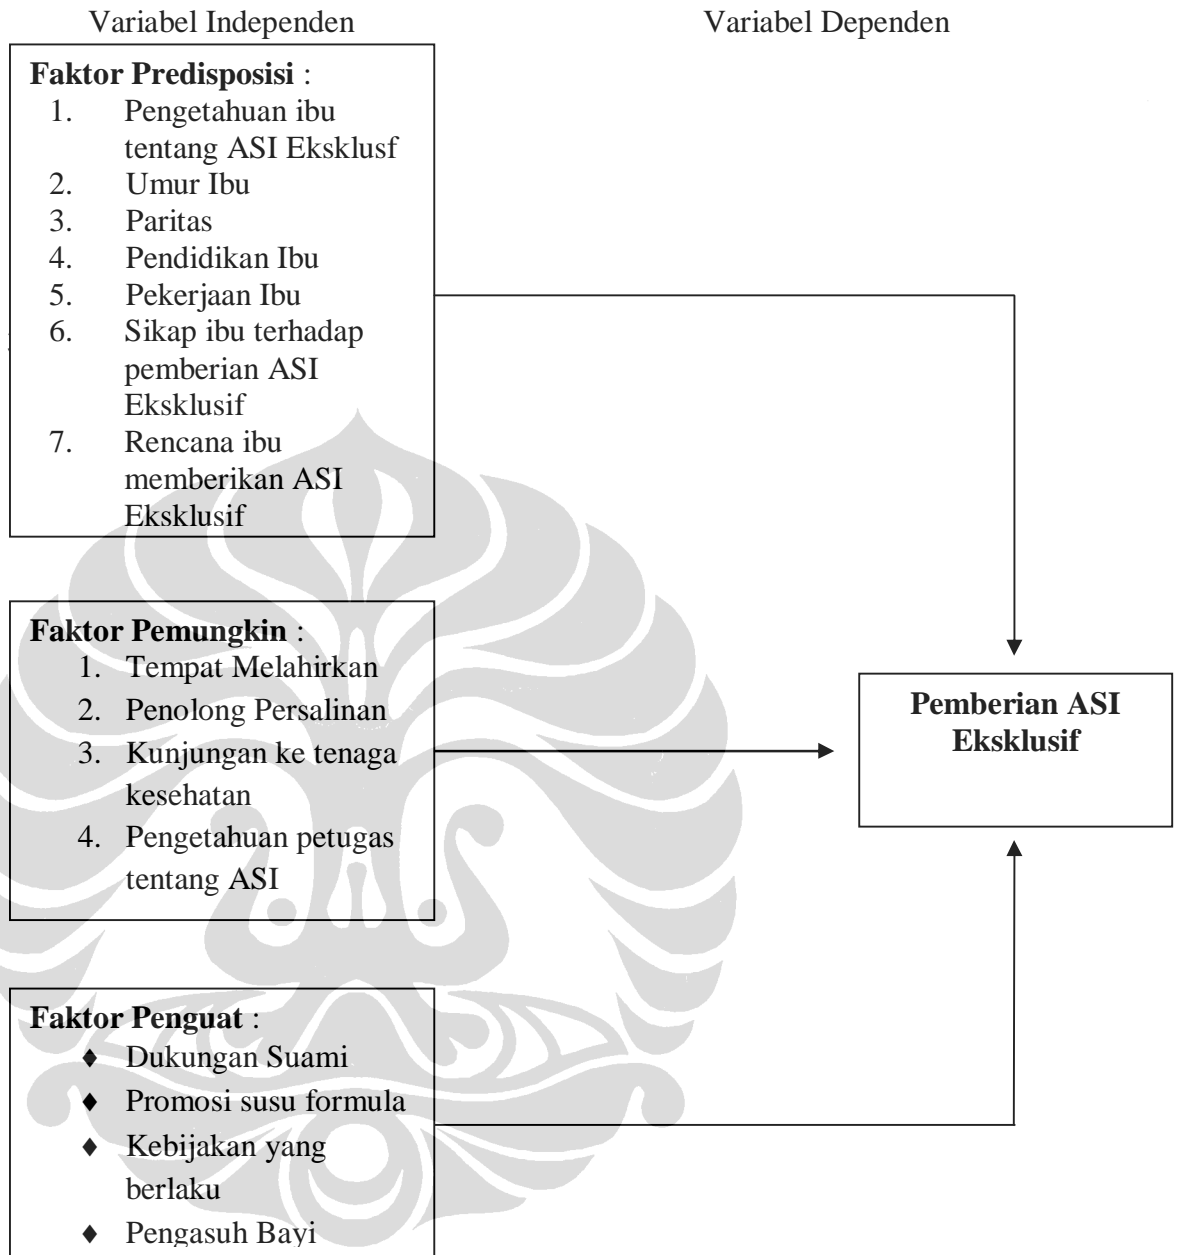 Variabel Independen
Variabel Dependen
Faktor Predisposisi :
1. Pengetahuan ibu
tentang ASI Eksklusf
2. Umur Ibu
3. Paritas
4. Pendidikan Ibu
5. Pekerjaan Ibu
6. Sikap ibu terhadap
pemberian ASI
Eksklusif
7. Rencana ibu
memberikan ASI
Eksklusif
Faktor Pemungkin :
1. Tempat Melahirkan
2. Penolong Persalinan
3. Kunjungan ke tenaga
kesehatan
4. Pengetahuan petugas
tentang ASI
Pemberian ASI
Eksklusif
Faktor Penguat :
♦ Dukungan Suami
♦ Promosi susu formula
♦ Kebijakan yang
berlaku
♦ Pengasuh Bayi